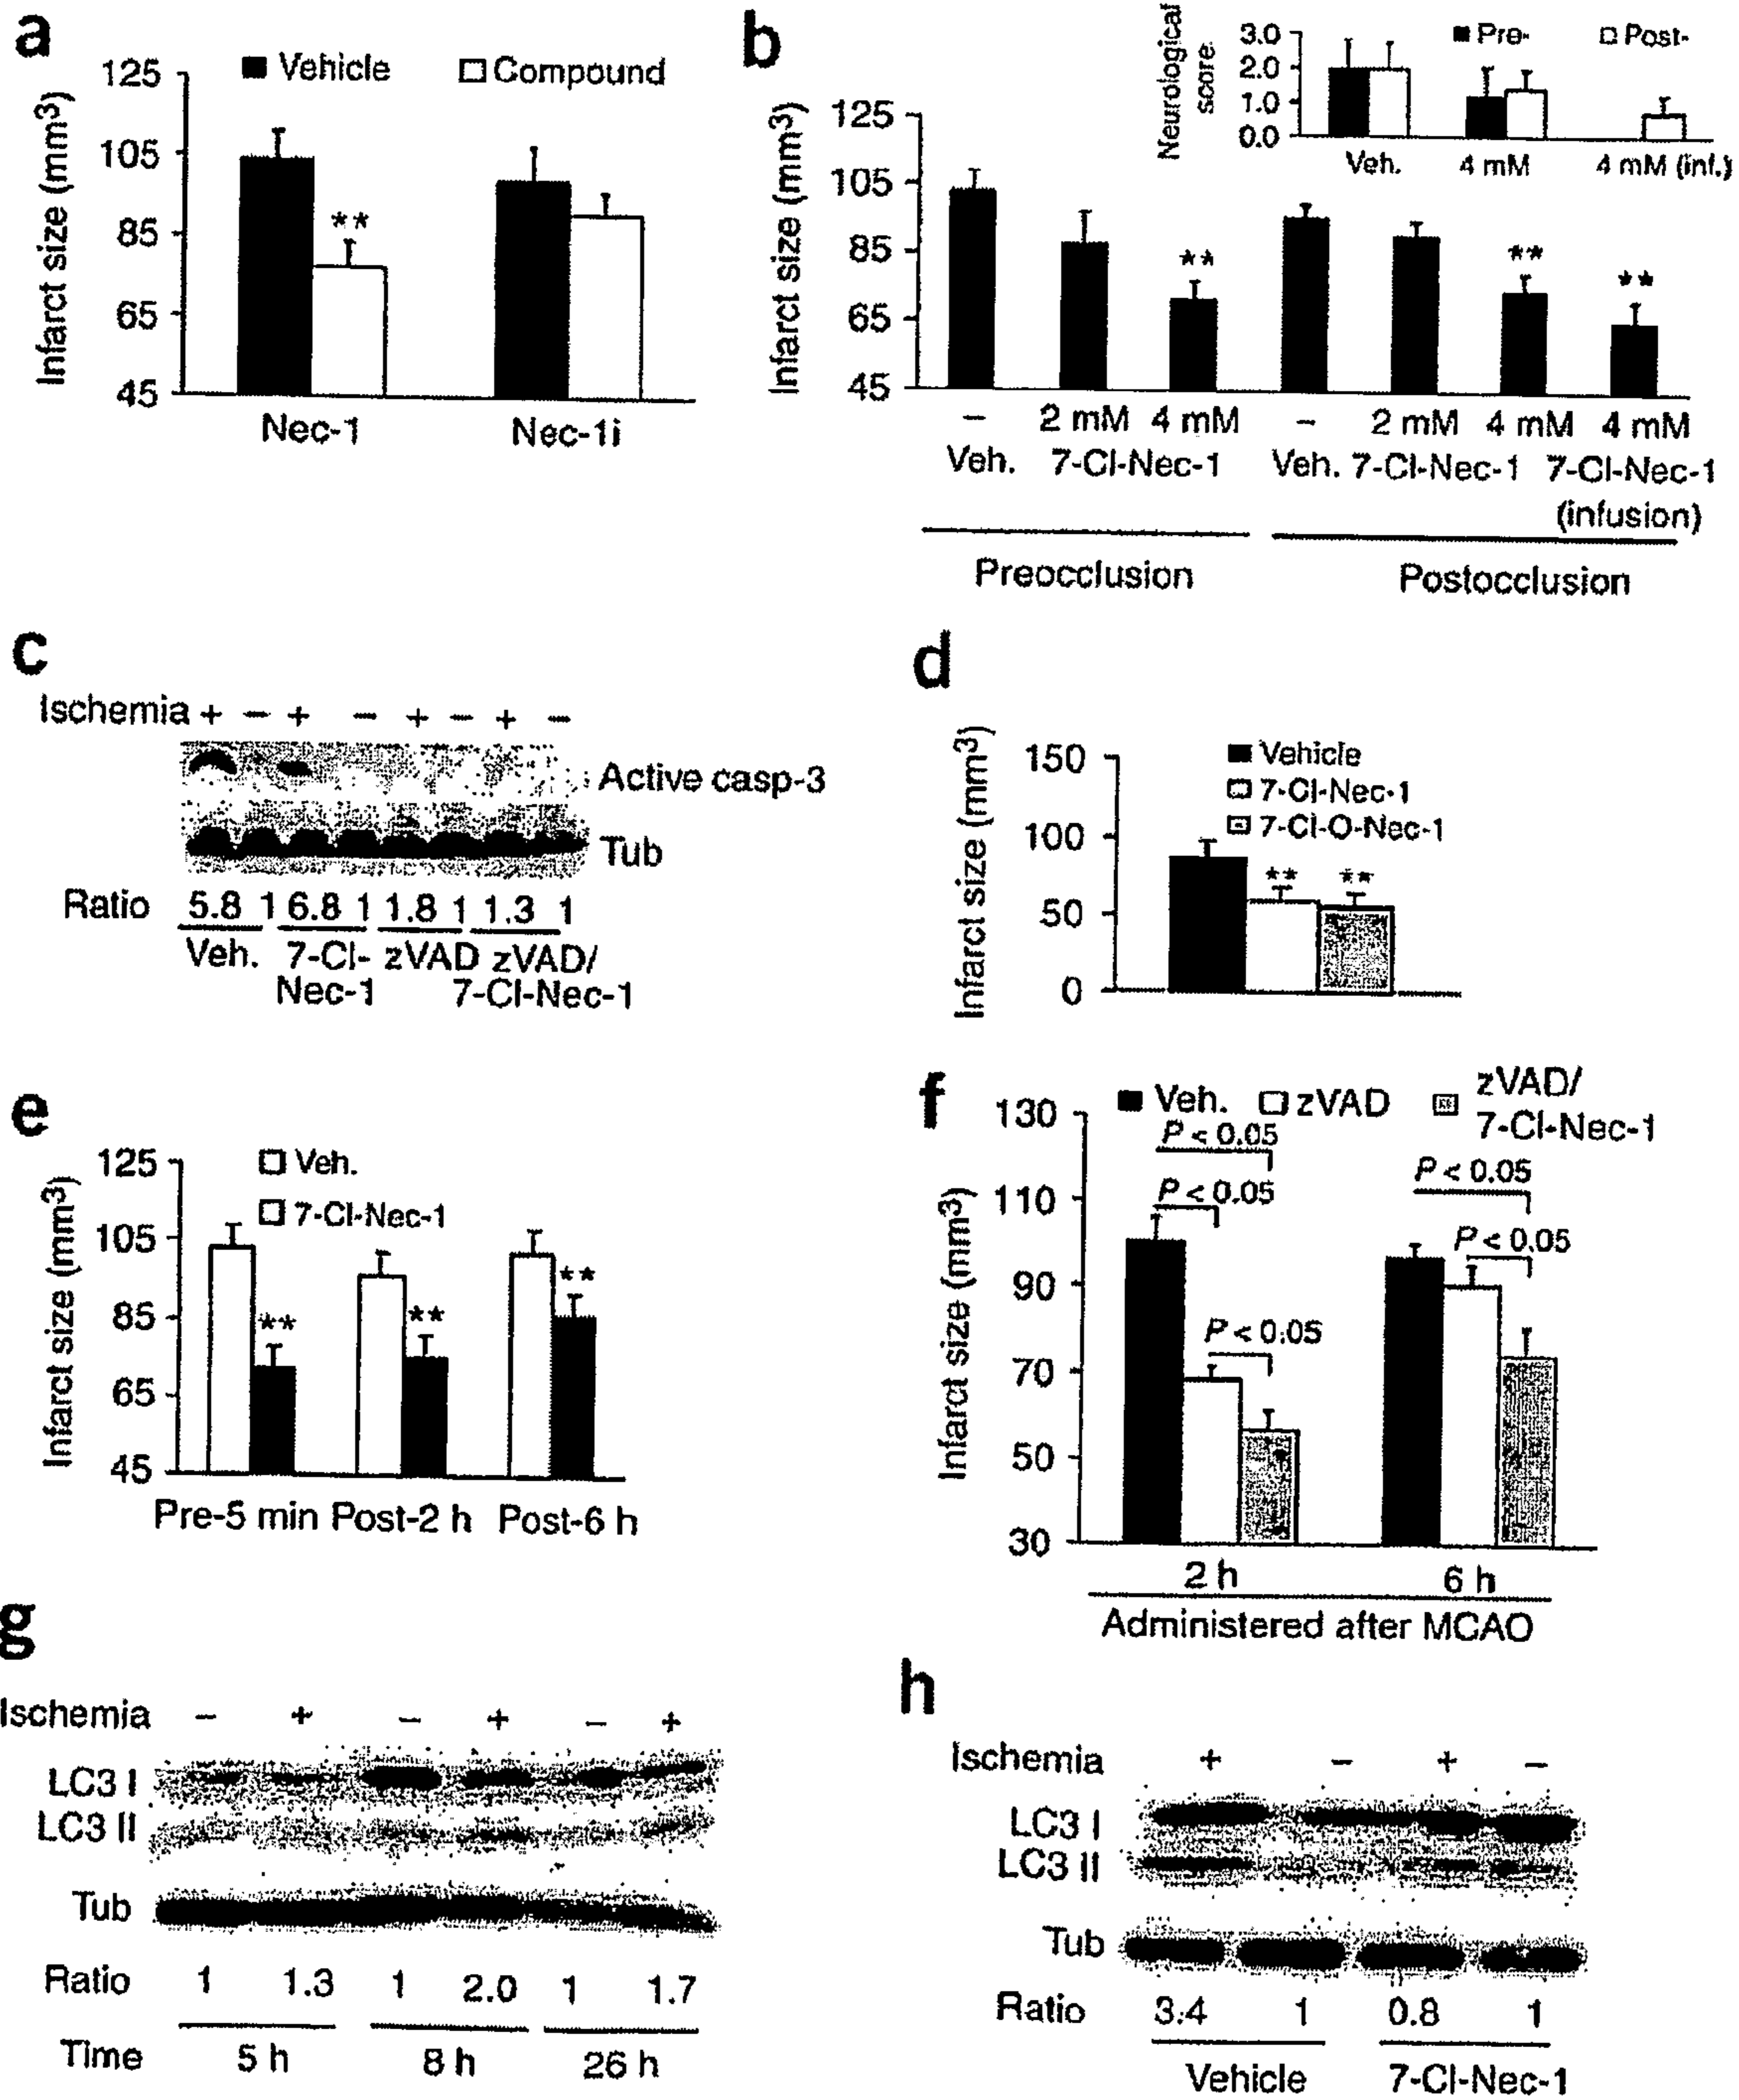 a
Vehicle Compound
Infarct size (mm3)
125
105
85
65
45
**
Nec-1 Nec-1i
b
Neurological
score
3.0
2.0
1.0
0.0
Pre- Post-
Veh. 4 mM 4 mM (inf.)
Infarct size (mm3)
125
105
85
65
45
** ** **
– 2 mM 4 mM – 2 mM 4 mM 4 mM
Veh. 7-Cl-Nec-1 Veh. 7-Cl-Nec-1 7-Cl-Nec-1
(infusion)
Preocclusion Postocclusion
c
Ischemia + – + – + – + –
Active casp-3
Tub
Ratio 5.8 1 6.8 1 1.8 1 1.3 1
Veh. 7-Cl- zVAD zVAD/
Nec-1 7-Cl-Nec-1
d
Infarct size (mm3)
150
100
50
0
Vehicle
7-Cl-Nec-1
7-Cl-O-Nec-1
** **
e
Infarct size (mm3)
125
105
85
65
45
Veh.
7-Cl-Nec-1
** ** **
Pre-5 min Post-2 h Post-6 h
f
Veh. zVAD zVAD/
7-Cl-Nec-1
Infarct size (mm3)
130
110
90
70
50
30
P < 0.05
P < 0.05
P < 0.05
P < 0.05
P < 0.05
2 h 6 h
Administered after MCAO
g
Ischemia – + – + – +
LC3 I
LC3 II
Tub
Ratio 1 1.3 1 2.0 1 1.7
Time 5 h 8 h 26 h
h
Ischemia + – + –
LC3 I
LC3 II
Tub
Ratio 3.4 1 0.8 1
Vehicle 7-Cl-Nec-1